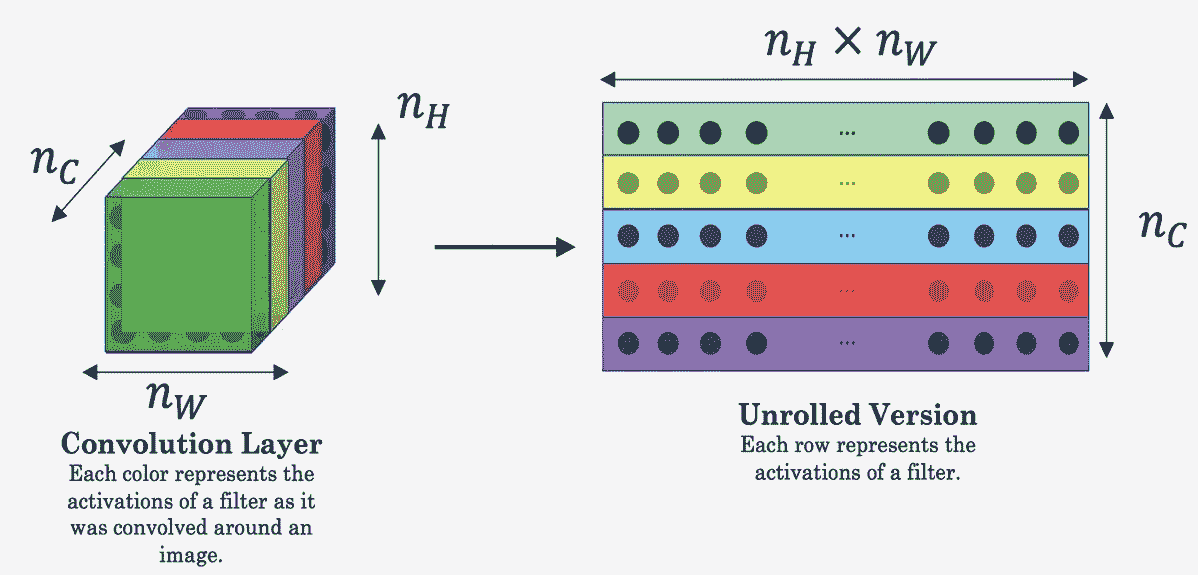 n_C
n_H
n_W
Convolution Layer
Each color represents the
activations of a filter as it
was convolved around an
image.
n_H × n_W
...
...
...
...
...
n_C
Unrolled Version
Each row represents the
activations of a filter.